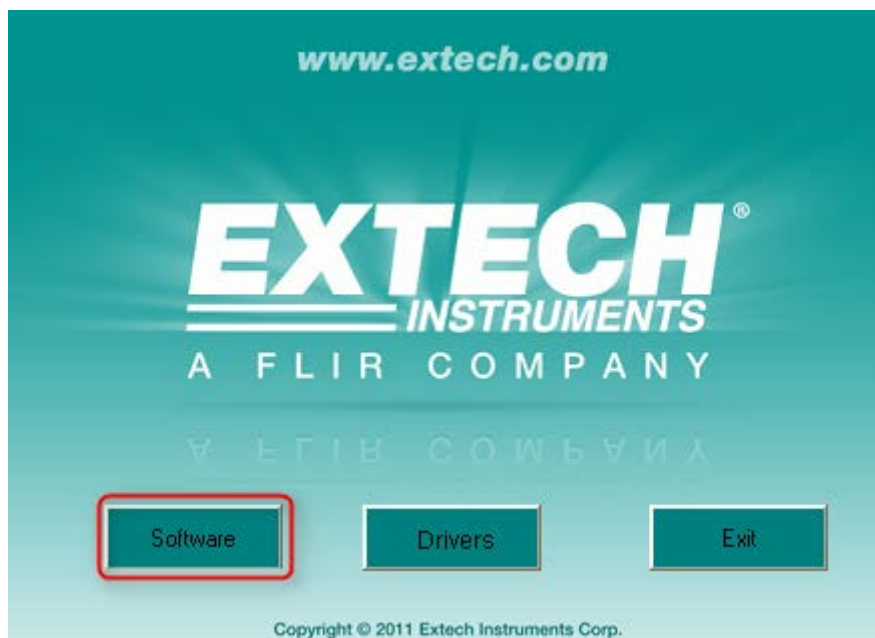 www.extech.com
EXTECH®
INSTRUMENTS
A FLIR COMPANY
Software Drivers Exit
Copyright © 2011 Extech Instruments Corp.